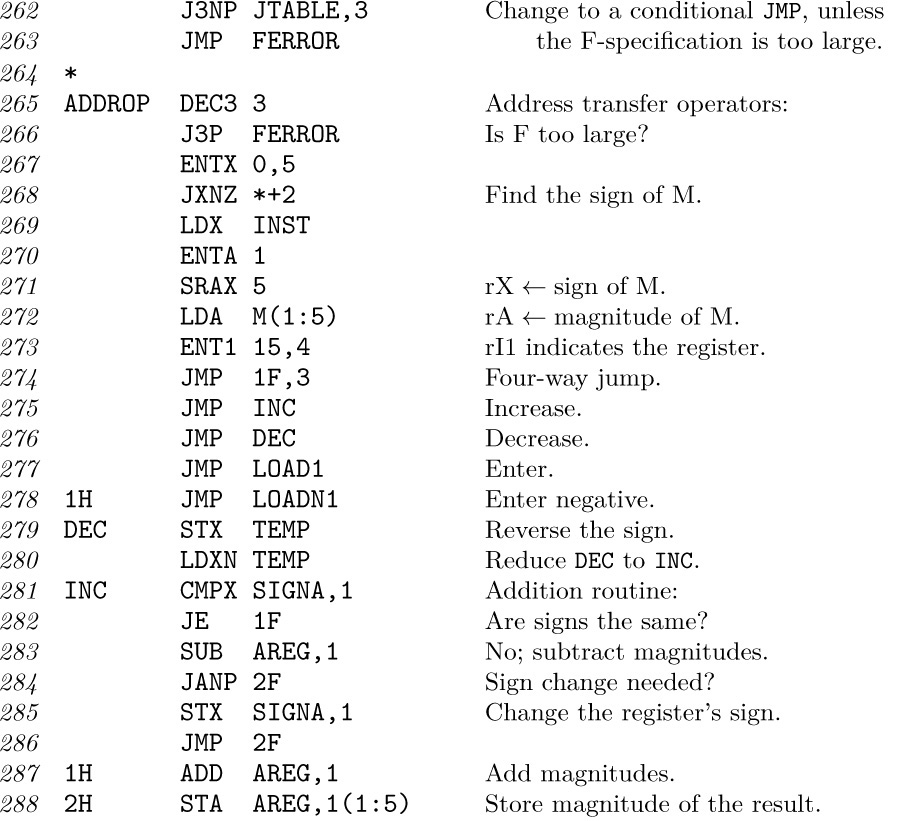 262 J3NP JTABLE,3 Change to a conditional JMP, unless
263 JMP FERROR the F-specification is too large.
264 *
265 ADDROP DEC3 3 Address transfer operators:
266 J3P FERROR Is F too large?
267 ENTX 0,5
268 JXNZ *+2 Find the sign of M.
269 LDX INST
270 ENTA 1
271 SRAX 5 rX ← sign of M.
272 LDA M(1:5) rA ← magnitude of M.
273 ENT1 15,4 rI1 indicates the register.
274 JMP 1F,3 Four-way jump.
275 JMP INC Increase.
276 JMP DEC Decrease.
277 JMP LOAD1 Enter.
278 1H JMP LOADN1 Enter negative.
279 DEC STX TEMP Reverse the sign.
280 LDXN TEMP Reduce DEC to INC.
281 INC CMPX SIGNA,1 Addition routine:
282 JE 1F Are signs the same?
283 SUB AREG,1 No; subtract magnitudes.
284 JANP 2F Sign change needed?
285 STX SIGNA,1 Change the register's sign.
286 JMP 2F
287 1H ADD AREG,1 Add magnitudes.
288 2H STA AREG,1(1:5) Store magnitude of the result.